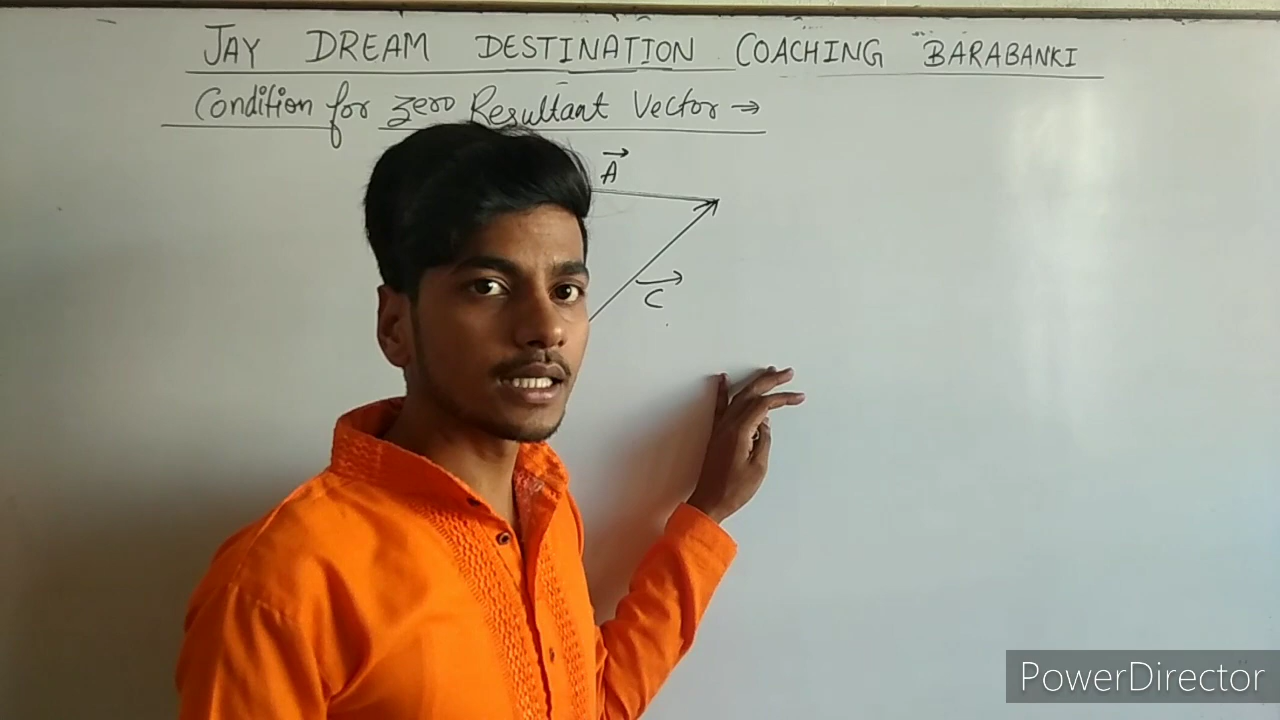 JAY DREAM DESTINATION COACHING BARABANKI
Condition for zero Resultant Vector ⇒
A
C
PowerDirector